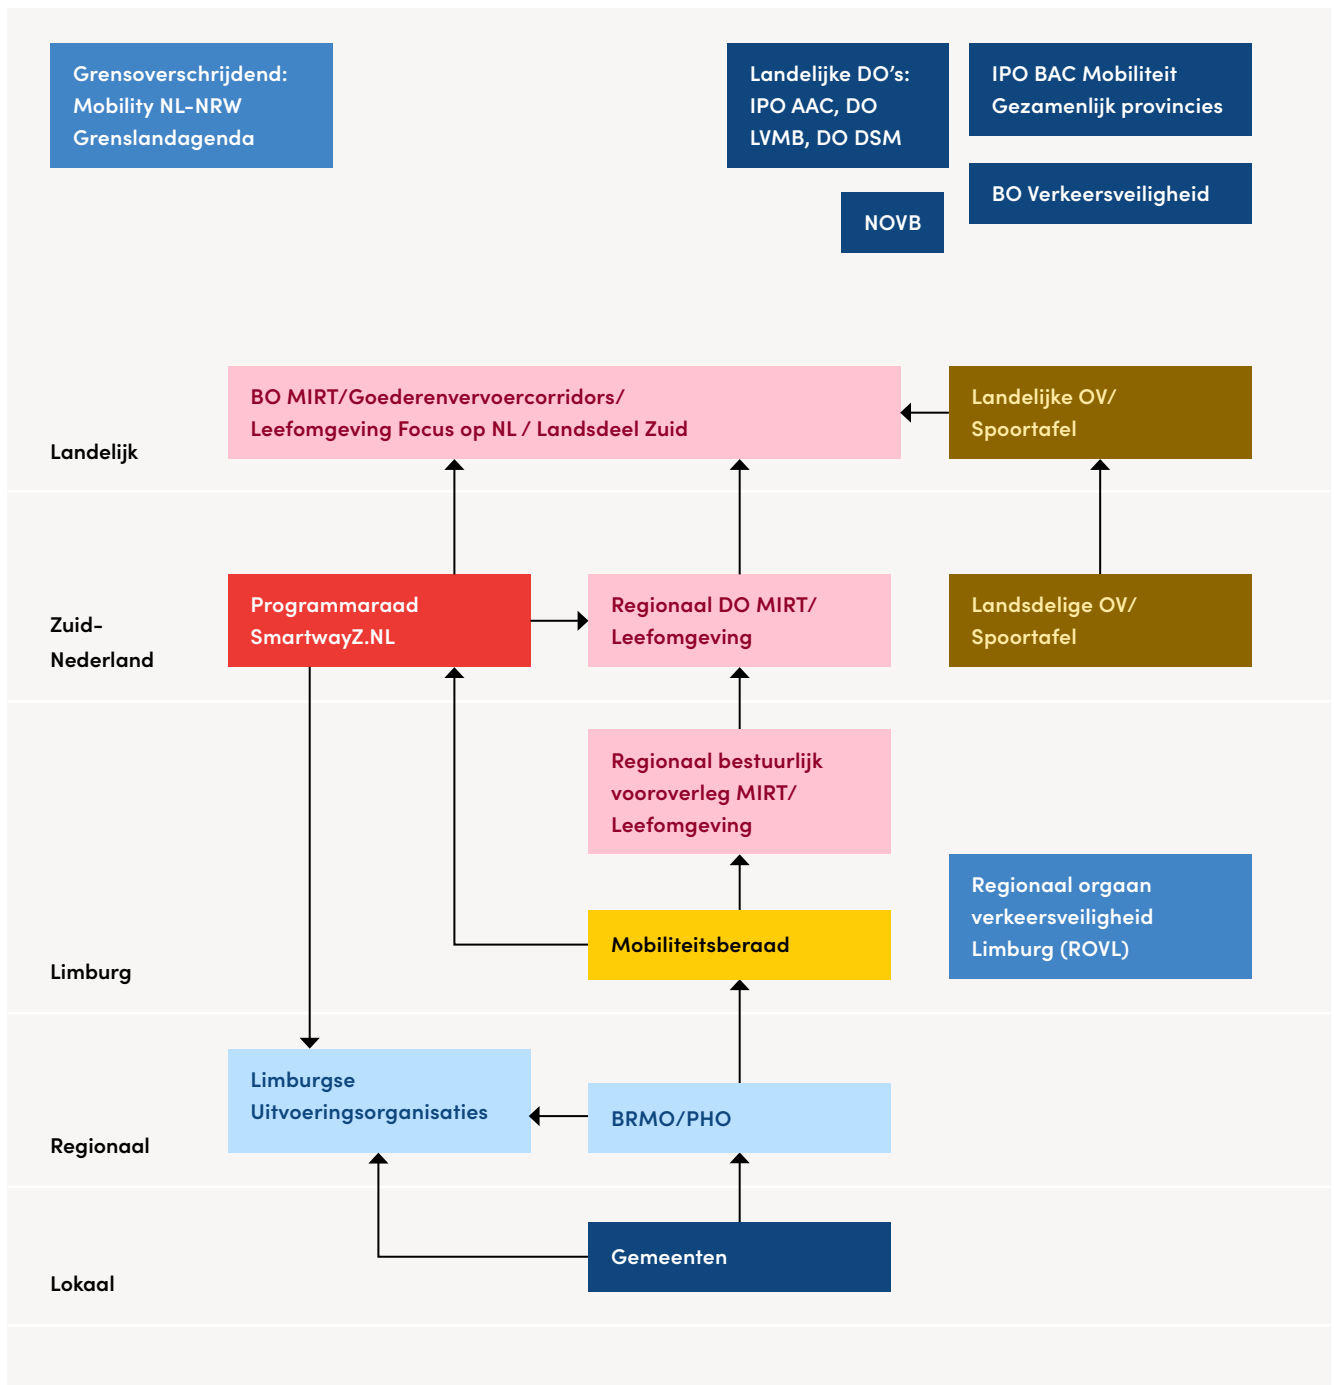 Grensoverschrijdend:
Mobility NL-NRW
Grenslandagenda
Landelijke DO’s:
IPO AAC, DO
LVMB, DO DSM
IPO BAC Mobiliteit
Gezamenlijk provincies
BO Verkeersveiligheid
NOVB
Landelijk
BO MIRT/Goederenvervoercorridors/
Leefomgeving Focus op NL / Landsdeel Zuid
Landelijke OV/
Spoortafel
Zuid-
Nederland
Programmaraad
SmartwayZ.NL
Regionaal DO MIRT/
Leefomgeving
Landsdelige OV/
Spoortafel
Limburg
Regionaal bestuurlijk
vooroverleg MIRT/
Leefomgeving
Mobiliteitsberaad
Regionaal orgaan
verkeersveiligheid
Limburg (ROVL)
Regionaal
Limburgse
Uitvoeringsorganisaties
BRMO/PHO
Lokaal
Gemeenten